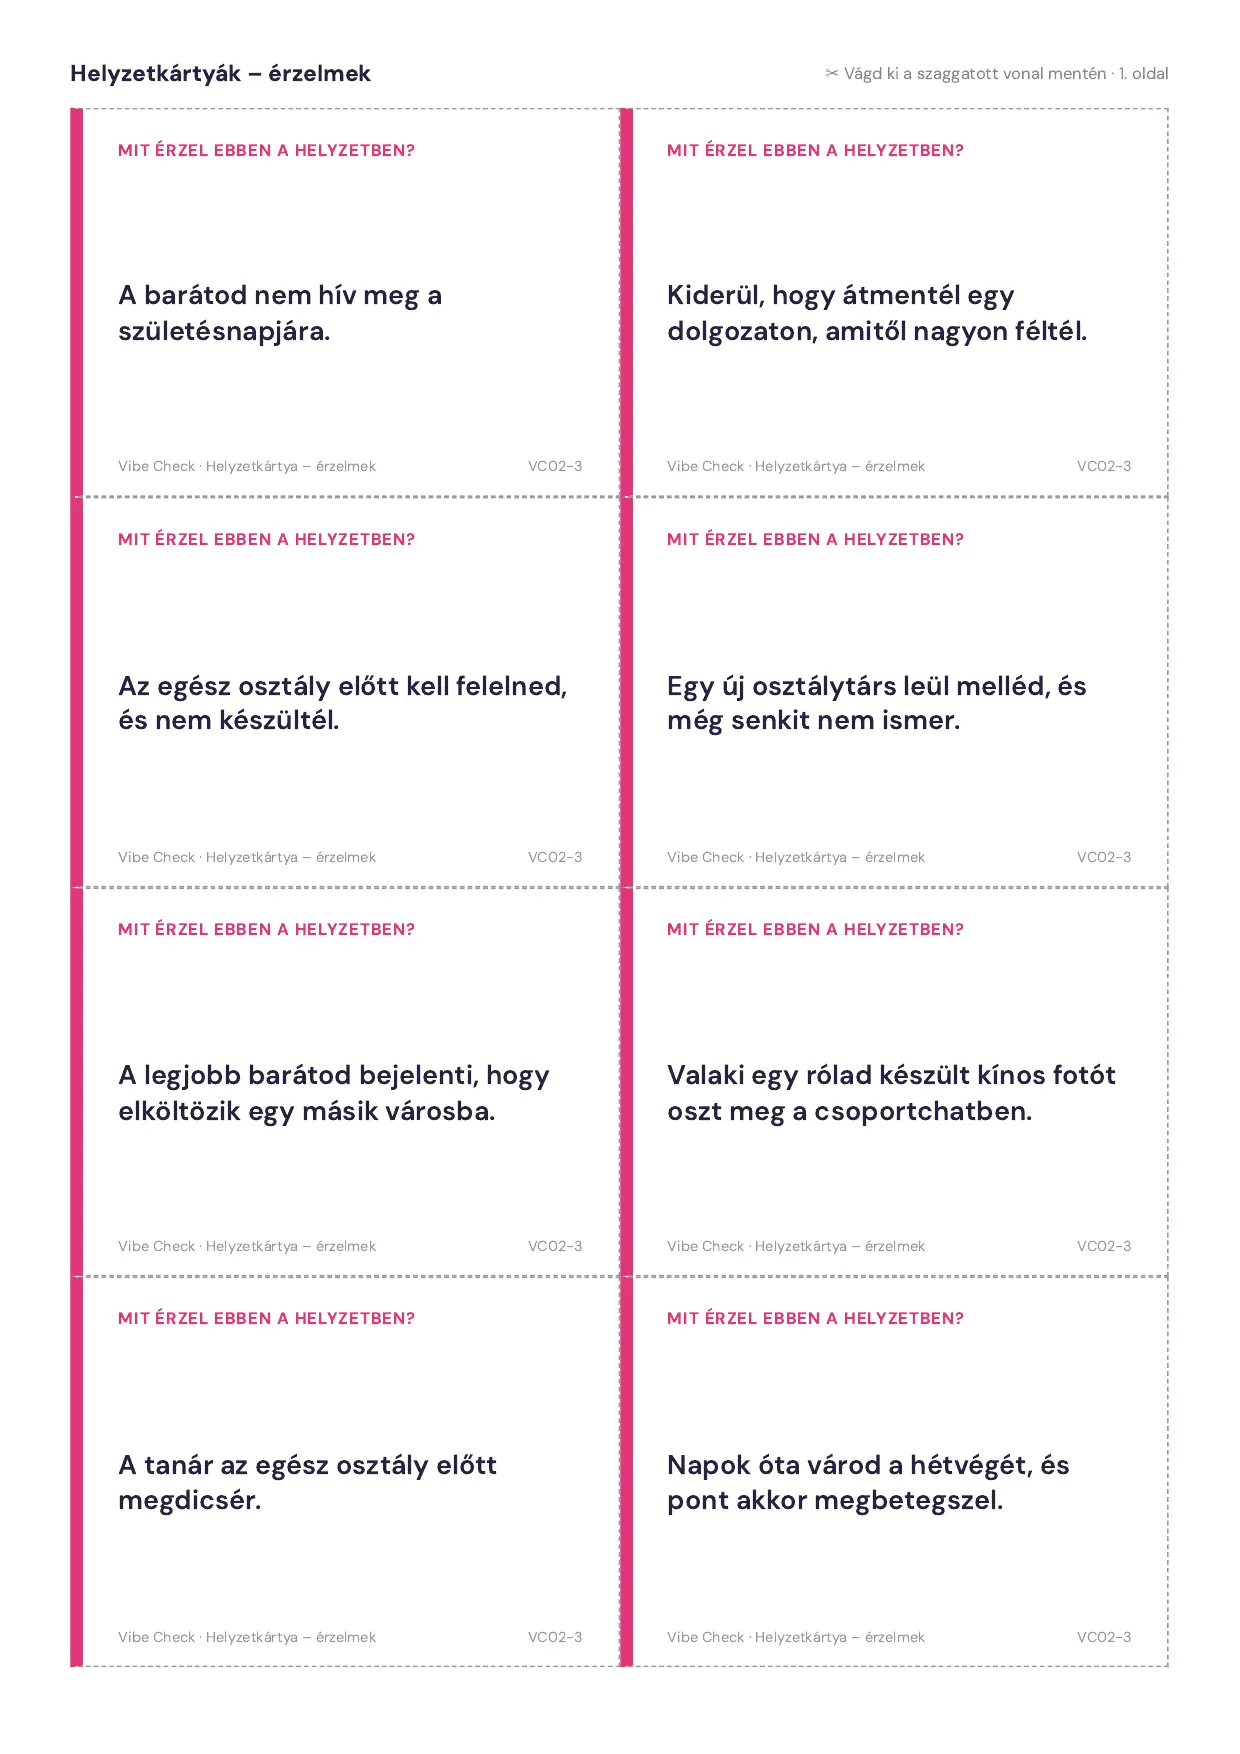 Helyzetkártyák – érzelmek
✂ Vágd ki a szaggatott vonal mentén · 1. oldal
MIT ÉRZEL EBBEN A HELYZETBEN?
A barátod nem hív meg a
születésnapjára.
Vibe Check · Helyzetkártya – érzelmek VC02-3
MIT ÉRZEL EBBEN A HELYZETBEN?
Kiderül, hogy átmentél egy
dolgozaton, amitől nagyon féltél.
Vibe Check · Helyzetkártya – érzelmek VC02-3
MIT ÉRZEL EBBEN A HELYZETBEN?
Az egész osztály előtt kell felelned,
és nem készültél.
Vibe Check · Helyzetkártya – érzelmek VC02-3
MIT ÉRZEL EBBEN A HELYZETBEN?
Egy új osztálytárs leül melléd, és
még senkit nem ismer.
Vibe Check · Helyzetkártya – érzelmek VC02-3
MIT ÉRZEL EBBEN A HELYZETBEN?
A legjobb barátod bejelenti, hogy
elköltözik egy másik városba.
Vibe Check · Helyzetkártya – érzelmek VC02-3
MIT ÉRZEL EBBEN A HELYZETBEN?
Valaki egy rólad készült kínos fotót
oszt meg a csoportchatben.
Vibe Check · Helyzetkártya – érzelmek VC02-3
MIT ÉRZEL EBBEN A HELYZETBEN?
A tanár az egész osztály előtt
megdicsér.
Vibe Check · Helyzetkártya – érzelmek VC02-3
MIT ÉRZEL EBBEN A HELYZETBEN?
Napok óta várod a hétvégét, és
pont akkor megbetegszel.
Vibe Check · Helyzetkártya – érzelmek VC02-3